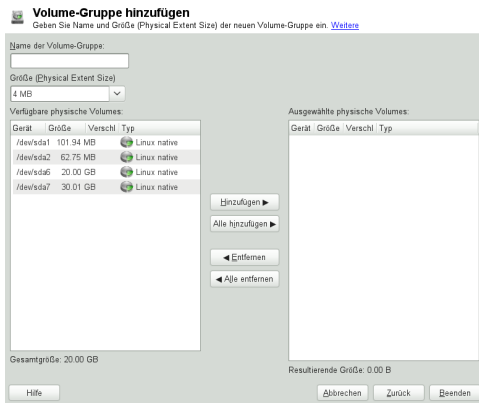 Volume-Gruppe hinzufügen
Geben Sie Name und Größe (Physical Extent Size) der neuen Volume-Gruppe ein. Weitere
Name der Volume-Gruppe:
Größe (Physical Extent Size)
4 MB
Verfügbare physische Volumes:
Gerät Größe Verschl Typ
/dev/sda1 101.94 MB Linux native
/dev/sda2 62.75 MB Linux native
/dev/sda6 20.00 GB Linux native
/dev/sda7 30.01 GB Linux native
Gesamtgröße: 20.00 GB
Hinzufügen ▶
Alle hinzufügen ▶
◀ Entfernen
◀ Alle entfernen
Ausgewählte physische Volumes:
Gerät Größe Verschl Typ
Resultierende Größe: 0.00 B
Hilfe
Abbrechen
Zurück
Beenden